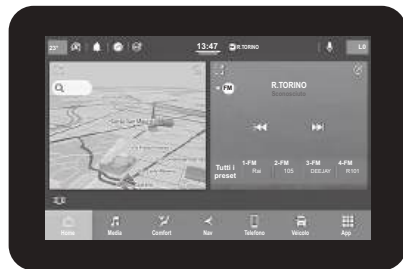 23° 13:47 R.TORINO LO
FM R.TORINO
Tutti i preset
1-FM 2-FM 3-FM 4-FM
Rai 105 DEEJAY R101
Home Media Comfort Nav Telefono Veicolo App